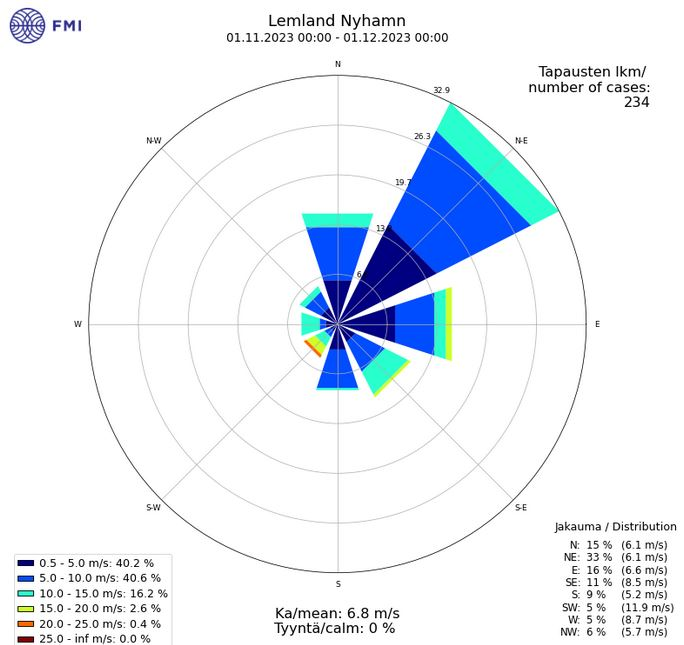 FMI
Lemland Nyhamn
01.11.2023 00:00 - 01.12.2023 00:00
Tapausten lkm/
number of cases:
234
N
32.9
N-W
26.3
N-E
19.7
13.
6.
W
E
S-W
S-E
S
Jakauma / Distribution
N: 15 % (6.1 m/s)
NE: 33 % (6.1 m/s)
E: 16 % (6.6 m/s)
SE: 11 % (8.5 m/s)
S: 9 % (5.2 m/s)
SW: 5 % (11.9 m/s)
W: 5 % (8.7 m/s)
NW: 6 % (5.7 m/s)
0.5 - 5.0 m/s: 40.2 %
5.0 - 10.0 m/s: 40.6 %
10.0 - 15.0 m/s: 16.2 %
15.0 - 20.0 m/s: 2.6 %
20.0 - 25.0 m/s: 0.4 %
25.0 - inf m/s: 0.0 %
Ka/mean: 6.8 m/s
Tyyntä/calm: 0 %